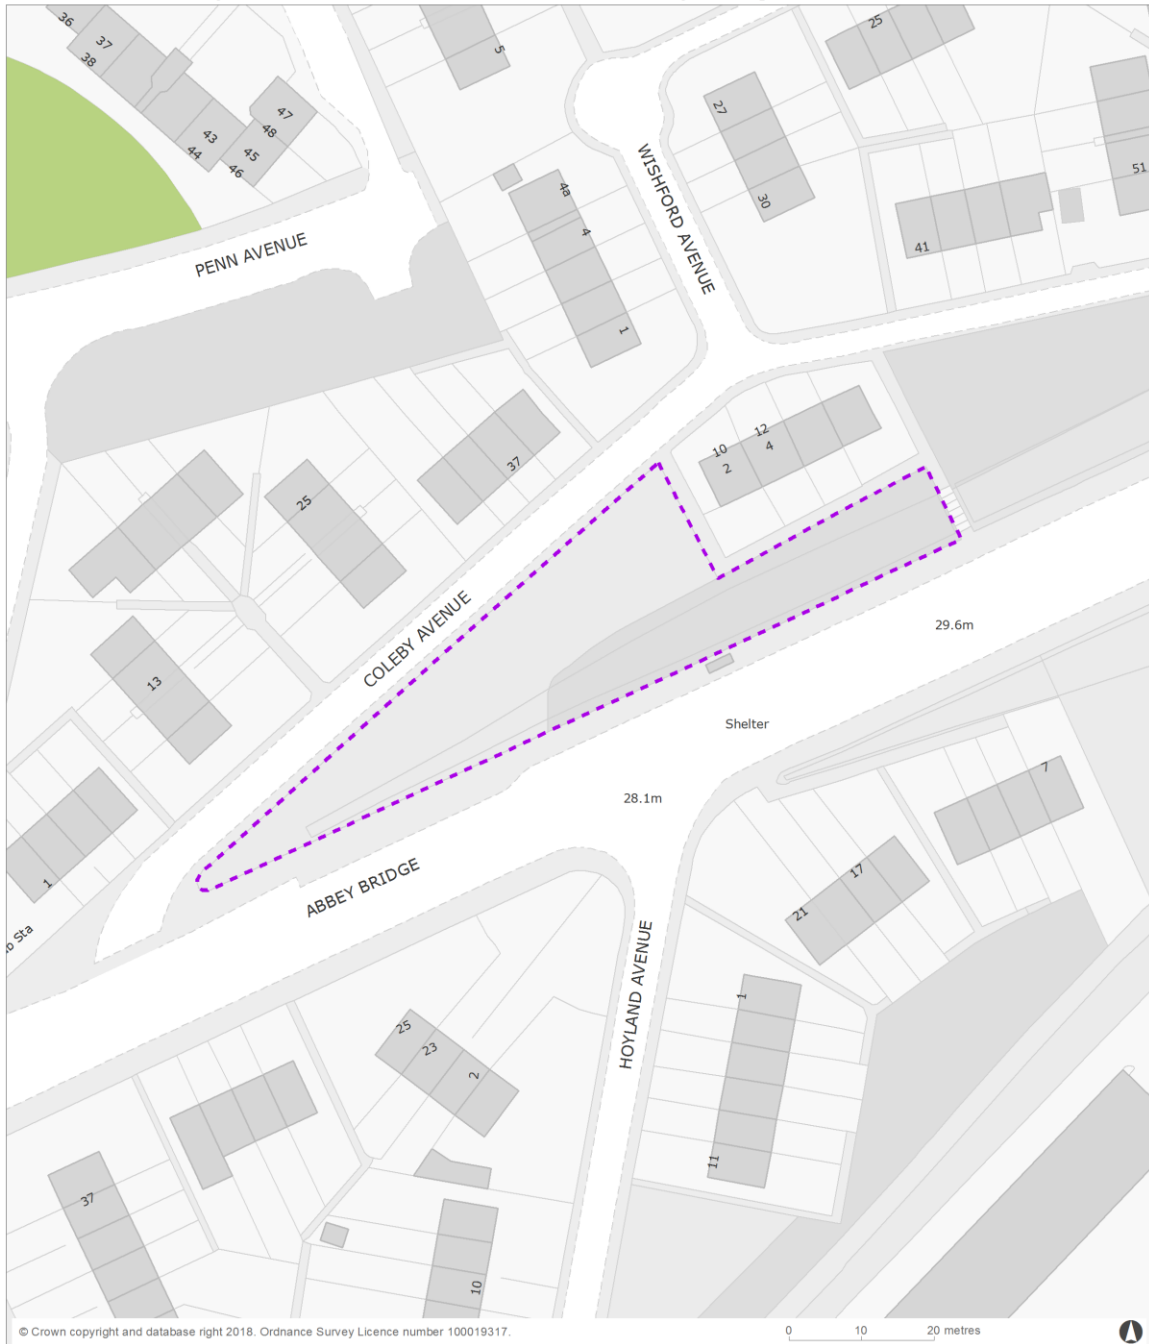 36
37
38
5
25
47
48
43
45
44
46
27
WISHFORD AVENUE
51
4a
30
4
41
PENN AVENUE
1
10
12
4
2
37
25
COLEBY AVENUE
29.6m
13
Shelter
7
28.1m
17
1
ABBEY BRIDGE
21
Sta
HOYLAND AVENUE
1
25
23
2
11
37
10
© Crown copyright and database right 2018. Ordnance Survey Licence number 100019317.
0 10 20 metres